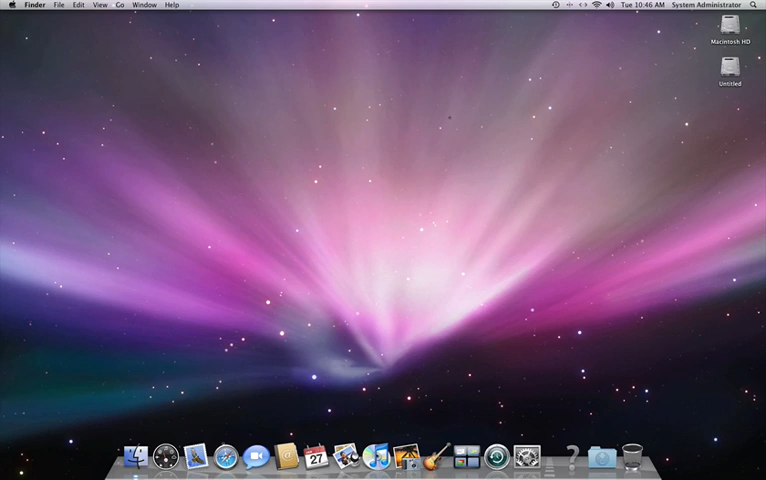 Finder File Edit View Go Window Help Tue 10:46 AM System Administrator
Macintosh HD
Untitled
27